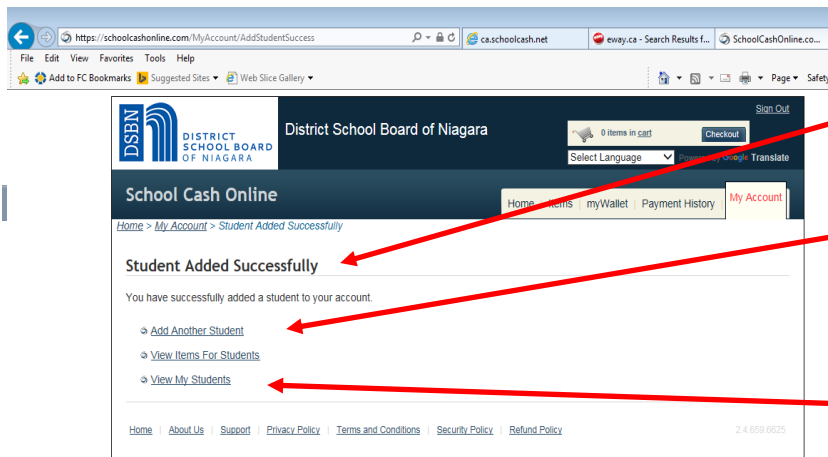 https://schoolcashonline.com/MyAccount/AddStudentSuccess
ca.schoolcash.net
eway.ca - Search Results f...
SchoolCashOnline.co...
File Edit View Favorites Tools Help
Add to FC Bookmarks Suggested Sites Web Slice Gallery
Page Safety
DSBN
DISTRICT
SCHOOL BOARD
OF NIAGARA
District School Board of Niagara
Sign Out
0 items in cart
Checkout
Select Language
Powered by Google Translate
School Cash Online
Home Items myWallet Payment History My Account
Home > My Account > Student Added Successfully
Student Added Successfully
You have successfully added a student to your account.
Add Another Student
View Items For Students
View My Students
Home | About Us | Support | Privacy Policy | Terms and Conditions | Security Policy | Refund Policy
2.4.659.6625